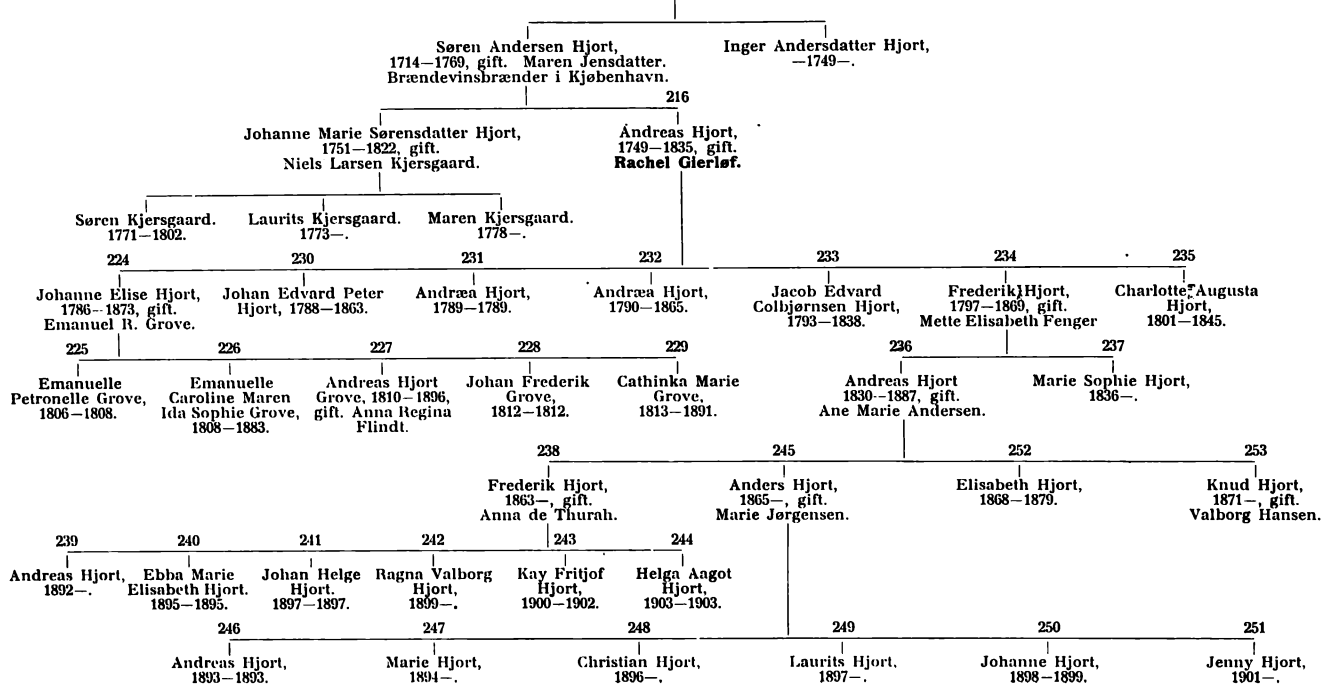 Søren Andersen Hjort,
1714—1769, gift. Maren Jensdatter.
Brændevinsbrænder i Kjøbenhavn.
Inger Andersdatter Hjort,
—1749—.
Johanne Marie Sørensdatter Hjort,
1751—1822, gift.
Niels Larsen Kjersgaard.
216
Andreas Hjort,
1749—1835, gift.
Rachel Gierløf.
Søren Kjersgaard.
1771—1802.
Laurits Kjersgaard.
1773—.
Maren Kjersgaard.
1778—.
224
Johanne Elise Hjort,
1786—1873, gift.
Emanuel R. Grove.
230
Johan Edvard Peter
Hjort, 1788—1863.
231
Andræa Hjort,
1789—1789.
232
Andræa Hjort,
1790—1865.
233
Jacob Edvard
Colbjørnsen Hjort,
1793—1838.
234
Frederik Hjort,
1797—1869, gift.
Mette Elisabeth Fenger
235
Charlotte Augusta
Hjort,
1801—1845.
225
Emanuelle
Petronelle Grove,
1806—1808.
226
Emanuelle
Caroline Maren
Ida Sophie Grove,
1808—1883.
227
Andreas Hjort
Grove, 1810—1896,
gift. Anna Regina
Flindt.
228
Johan Frederik
Grove,
1812—1812.
229
Cathinka Marie
Grove,
1813—1891.
236
Andreas Hjort
1830—1887, gift.
Ane Marie Andersen.
237
Marie Sophie Hjort,
1836—.
238
Frederik Hjort,
1863—, gift.
Anna de Thurah.
245
Anders Hjort,
1865—, gift.
Marie Jørgensen.
252
Elisabeth Hjort,
1868—1879.
253
Knud Hjort,
1871—, gift.
Valborg Hansen.
239
Andreas Hjort,
1892—.
240
Ebba Marie
Elisabeth Hjort.
1895—1895.
241
Johan Helge
Hjort.
1897—1897.
242
Ragna Valborg
Hjort,
1899—.
243
Kay Fritjof
Hjort,
1900—1902.
244
Helga Aagot
Hjort,
1903—1903.
246
Andreas Hjort,
1893—1893.
247
Marie Hjort,
1894—.
248
Christian Hjort,
1896—.
249
Laurits Hjort,
1897—.
250
Johanne Hjort,
1898—1899.
251
Jenny Hjort,
1901—.